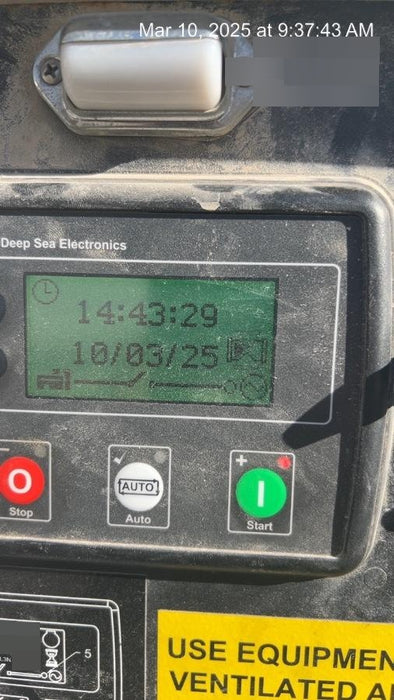 Mar 10, 2025 at 9:37:43 AM
Deep Sea Electronics
14:43:29
10/03/25
O
AUTO
I
Stop
Auto
Start
5
USE EQUIPMEN
VENTILATED A